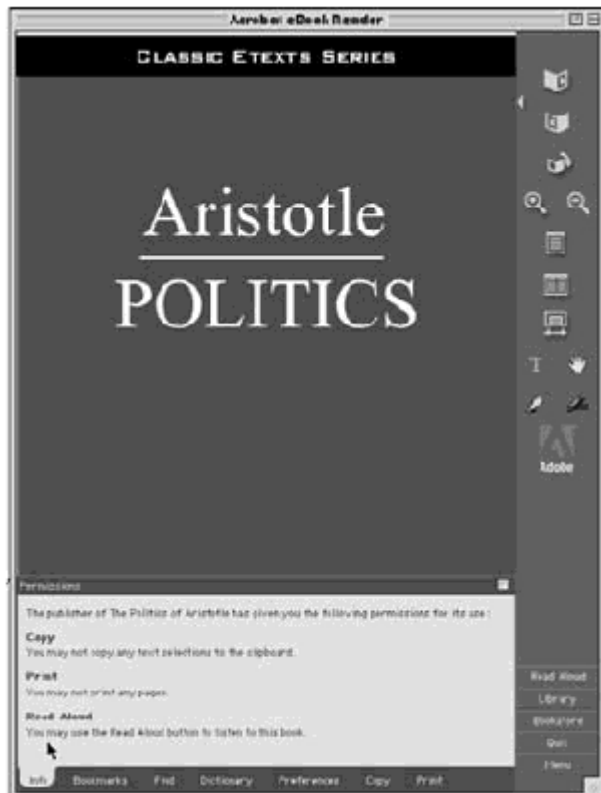 Acrobat eBook Reader
CLASSIC ETEXTS SERIES
Aristotle
POLITICS
Adobe
Permissions
The publisher of The Politics of Aristotle has given you the following permissions for its use:
Copy
You may not copy any text selections to the clipboard.
Print
You may not print any pages.
Read Aloud
You may use the Read Aloud button to listen to this book.
Read Aloud
Library
Bookstore
Quit
Menu
Info Bookmarks Find Dictionary Preferences Copy Print